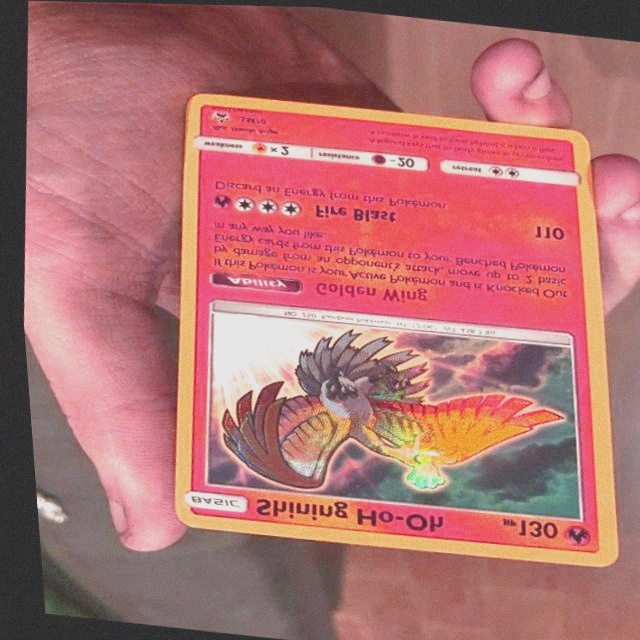 BASIC
Shining Ho-Oh
HP 130
NO. 250 Rainbow Pokémon HT: 12'06" WT: 438.7 lbs.
Ability
Golden Wing
If this Pokémon is your Active Pokémon and is Knocked Out
by damage from an opponent's attack, move up to 2 basic
Energy cards from this Pokémon to your Benched Pokémon
in any way you like.
Fire Blast
110
Discard an Energy from this Pokémon.
weakness ×2
resistance -20
retreat